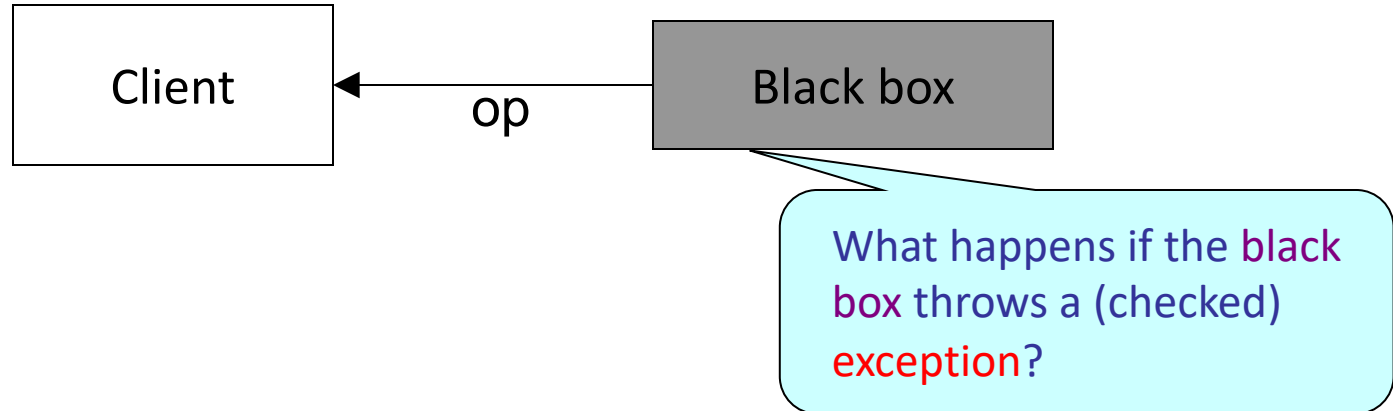 Client
op
Black box
What happens if the black
box throws a (checked)
exception?